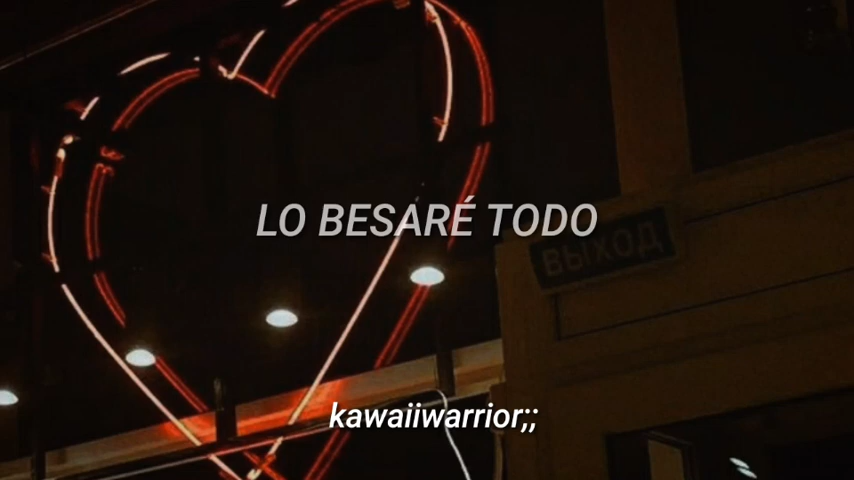 LO BESARÉ TODO
ВЫХОД
kawaiiwarrior;;